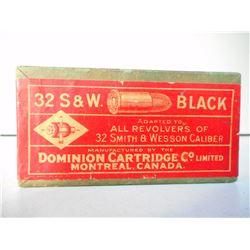 32 S&W. BLACK
ADAPTED TO
ALL REVOLVERS OF
32 SMITH & WESSON CALIBER
MANUFACTURED BY THE
DOMINION CARTRIDGE CO LIMITED
MONTREAL, CANADA.